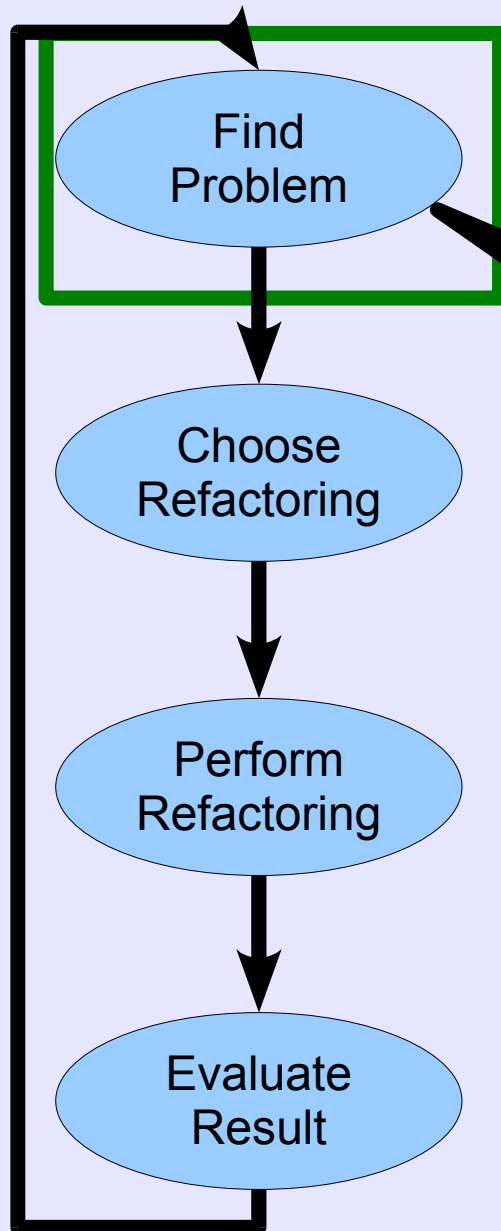 Find
Problem
Choose
Refactoring
Perform
Refactoring
Evaluate
Result